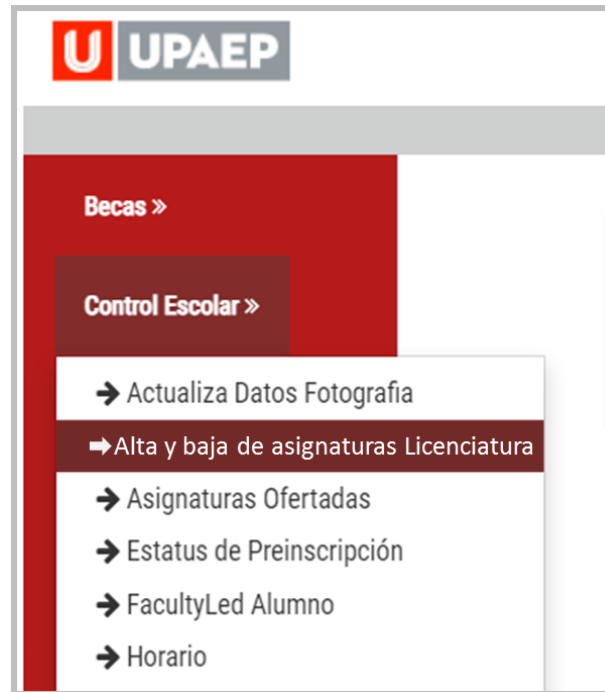 U UPAEP
Becas »
Control Escolar »
➔ Actualiza Datos Fotografia
➔Alta y baja de asignaturas Licenciatura
➔ Asignaturas Ofertadas
➔ Estatus de Preinscripción
➔ FacultyLed Alumno
➔ Horario